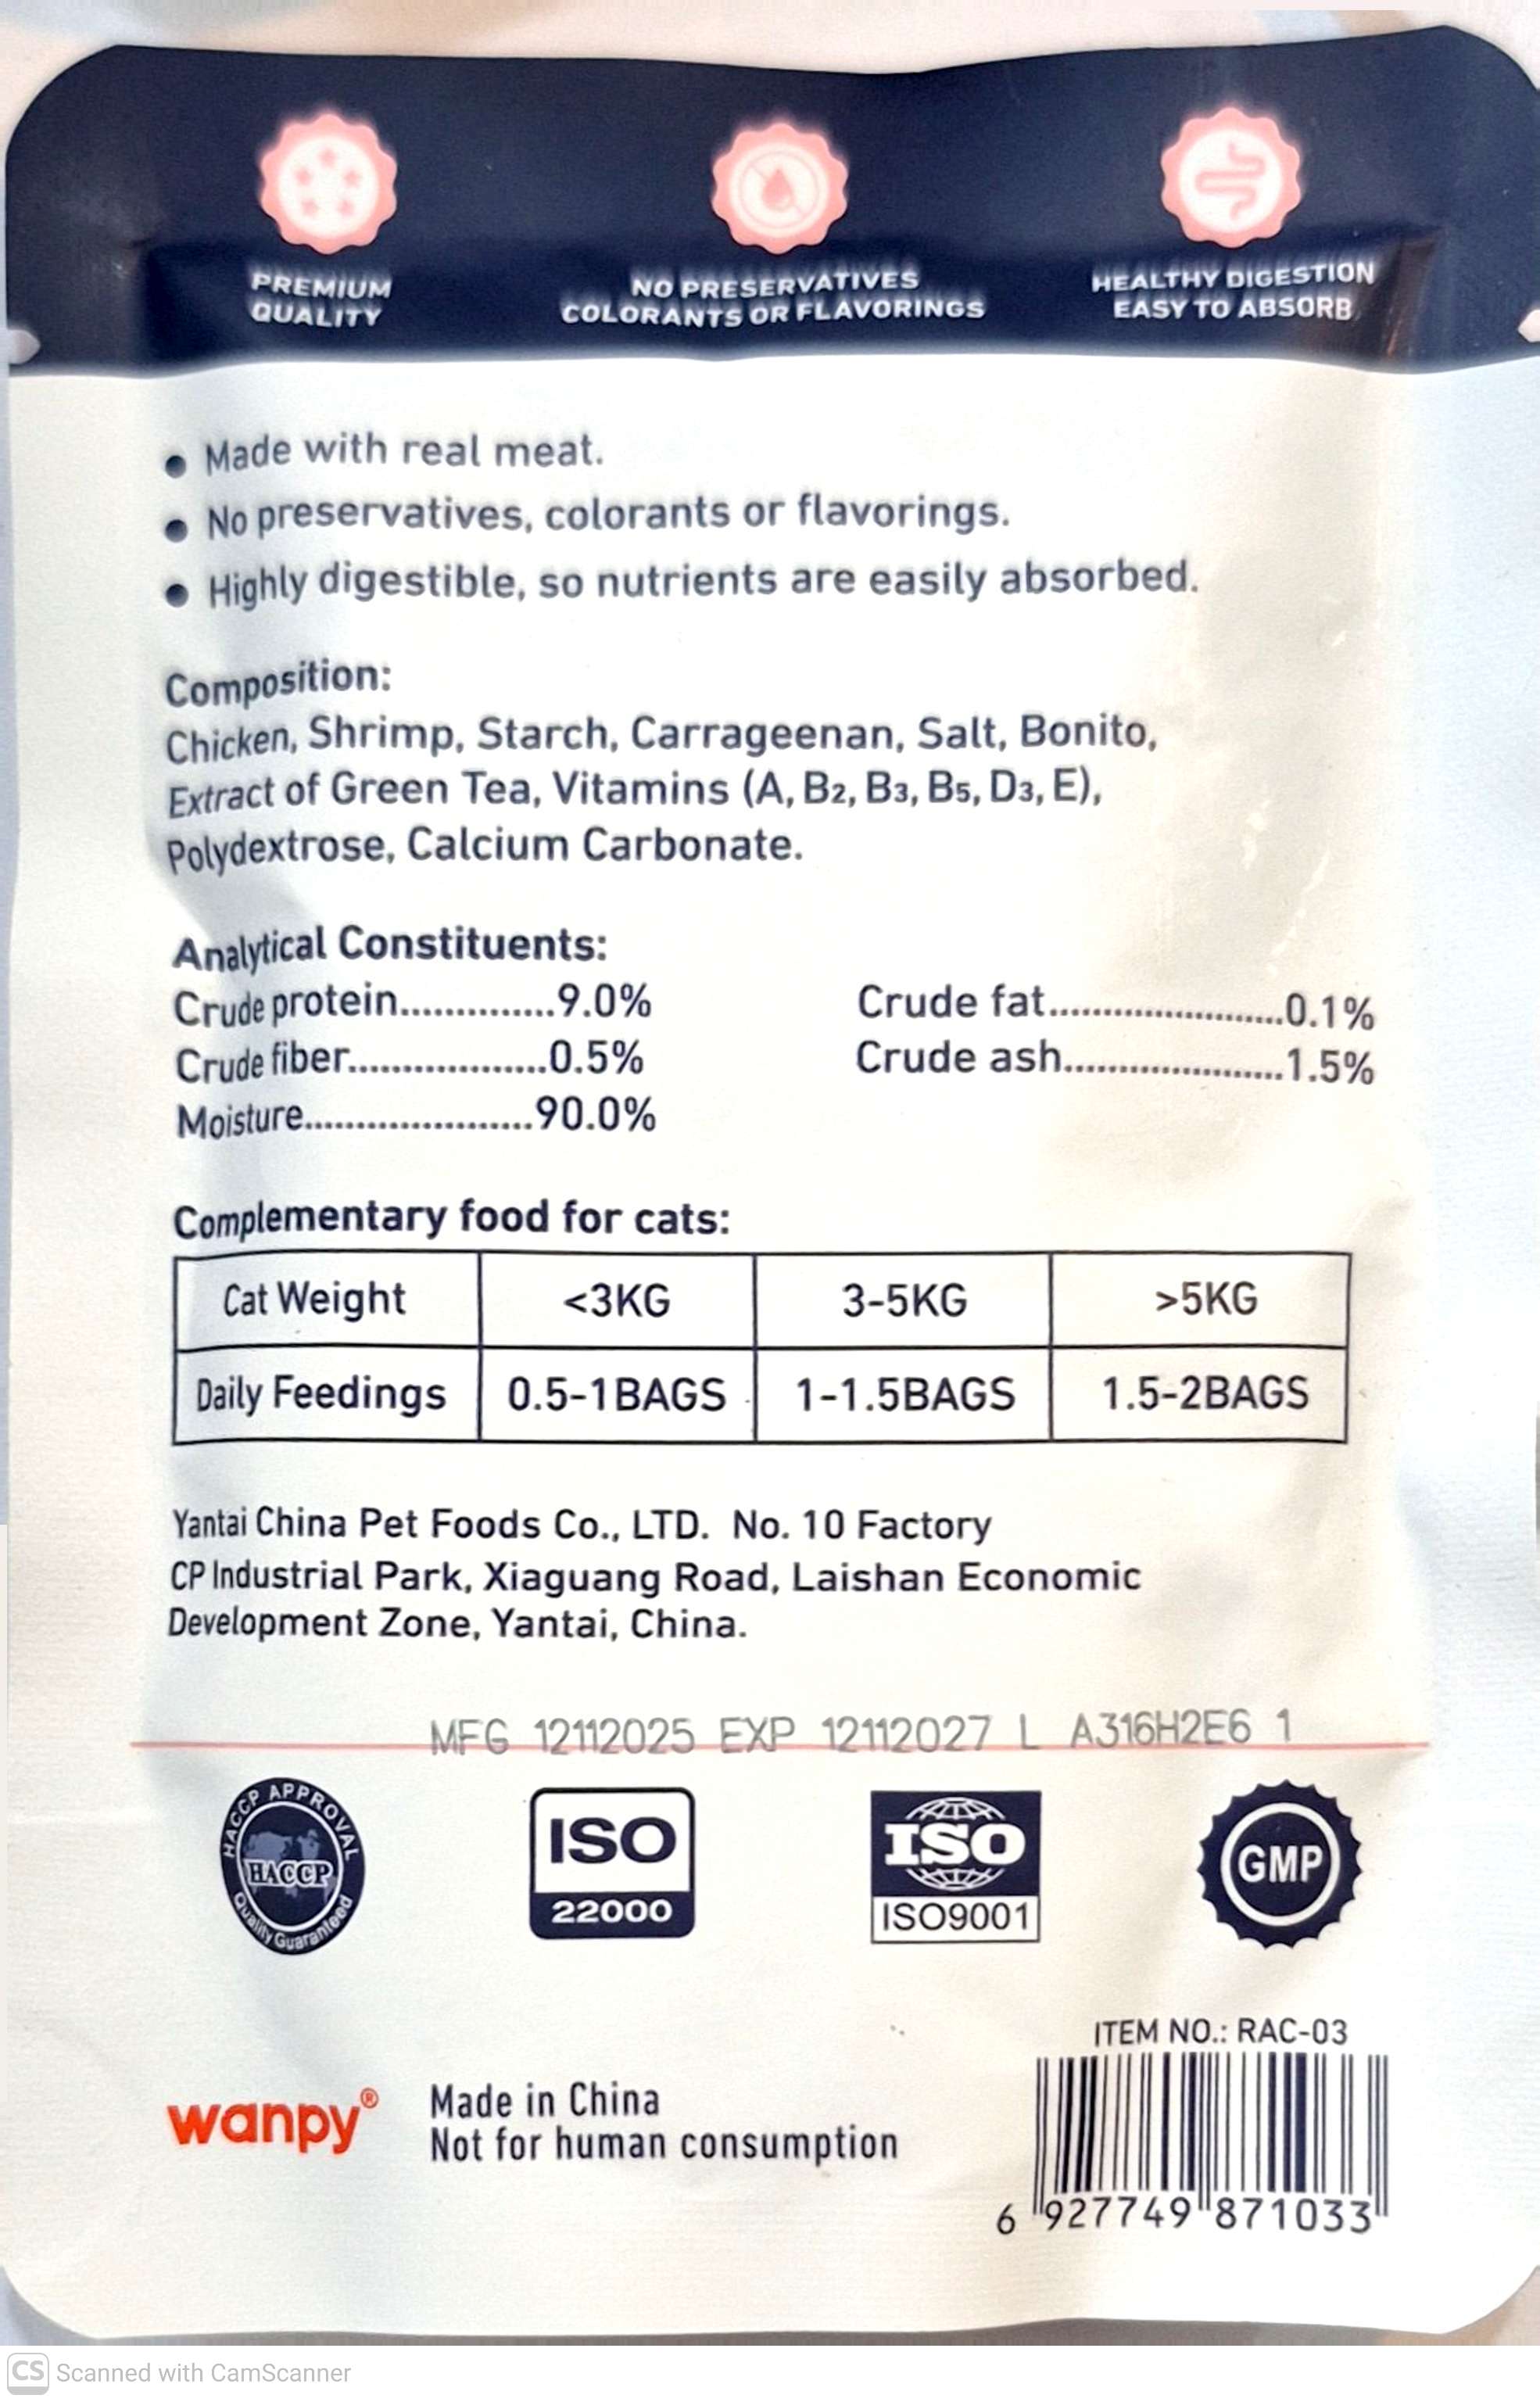 PREMIUM
QUALITY
NO PRESERVATIVES
COLORANTS OR FLAVORINGS
HEALTHY DIGESTION
EASY TO ABSORB
● Made with real meat.
● No preservatives, colorants or flavorings.
● Highly digestible, so nutrients are easily absorbed.
Composition:
Chicken, Shrimp, Starch, Carrageenan, Salt, Bonito,
Extract of Green Tea, Vitamins (A, B2, B3, B5, D3, E),
Polydextrose, Calcium Carbonate.
Analytical Constituents:
Crude protein..............9.0% Crude fat.....................0.1%
Crude fiber..................0.5% Crude ash....................1.5%
Moisture.....................90.0%
Complementary food for cats:
Cat Weight <3KG 3-5KG >5KG
Daily Feedings 0.5-1BAGS 1-1.5BAGS 1.5-2BAGS
Yantai China Pet Foods Co., LTD. No. 10 Factory
CP Industrial Park, Xiaguang Road, Laishan Economic
Development Zone, Yantai, China.
MFG 12112025 EXP 12112027 L A316H2E6 1
HACCP APPROVAL
HACCP
Quality Guaranteed
ISO
22000
ISO
ISO9001
GMP
ITEM NO.: RAC-03
wanpy®
Made in China
Not for human consumption
6 927749 871033
CS Scanned with CamScanner